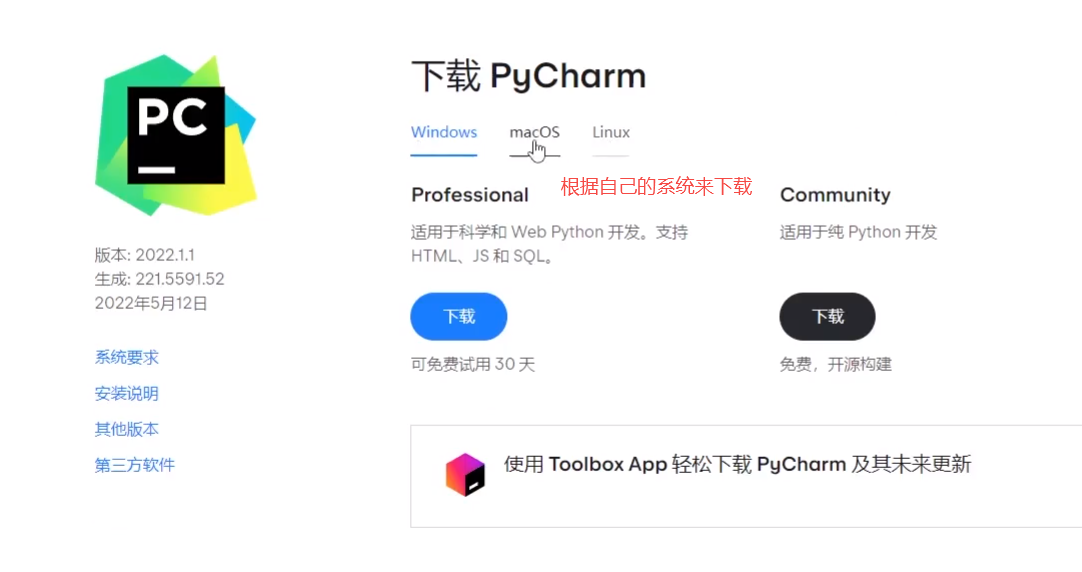 PC
下载 PyCharm
Windows
macOS
Linux
Professional
根据自己的系统来下载
适用于科学和 Web Python 开发。支持
HTML、JS 和 SQL。
下载
可免费试用 30 天
Community
适用于纯 Python 开发
下载
免费，开源构建
版本: 2022.1.1
生成: 221.5591.52
2022年5月12日
系统要求
安装说明
其他版本
第三方软件
使用 Toolbox App 轻松下载 PyCharm 及其未来更新